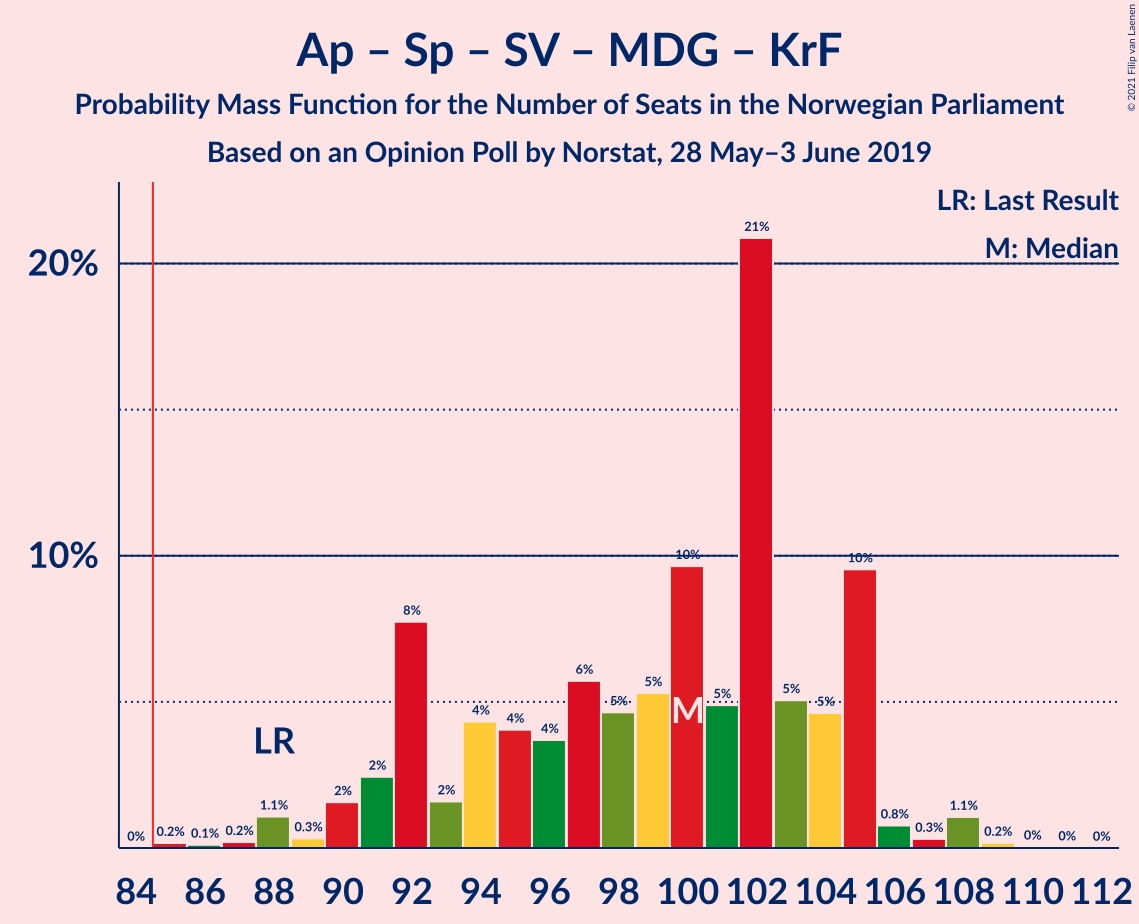 Ap – Sp – SV – MDG – KrF
Probability Mass Function for the Number of Seats in the Norwegian Parliament
Based on an Opinion Poll by Norstat, 28 May–3 June 2019
© 2021 Filip van Laenen
LR: Last Result
M: Median
20%
10%
0% 0.2% 0.1% 0.2% 1.1% 0.3% 2% 2% 8% 2% 4% 4% 4% 6% 5% 5% 10% 5% 21% 5% 5% 10% 0.8% 0.3% 1.1% 0.2% 0% 0% 0%
LR
M
84 86 88 90 92 94 96 98 100 102 104 106 108 110 112